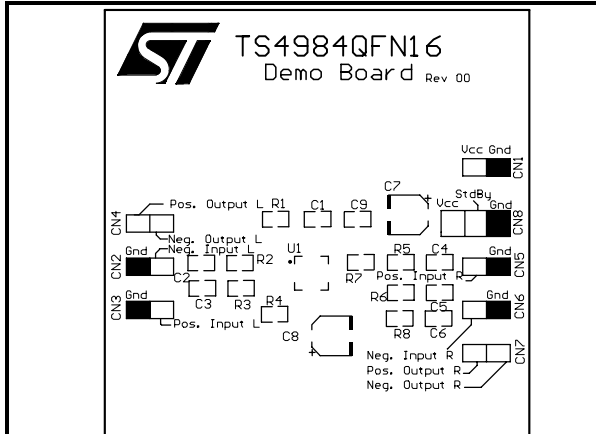 ST
TS4984QFN16
Demo Board Rev 00
Vcc Gnd
CN1
C7
+
StdBy
Vcc Gnd
CN8
Pos. Output L R1 C1 C9
CN4
Neg. Output L
Gnd Neg. Input L
CN2
C2 R2 U1 R7 R5 C4
Gnd
Pos. Input R
CN5
C3 R3
R6 C5
Gnd
CN3
Pos. Input L
R4
C8
+
R8 C6
Gnd
CN6
Neg. Input R
CN7
Pos. Output R
Neg. Output R